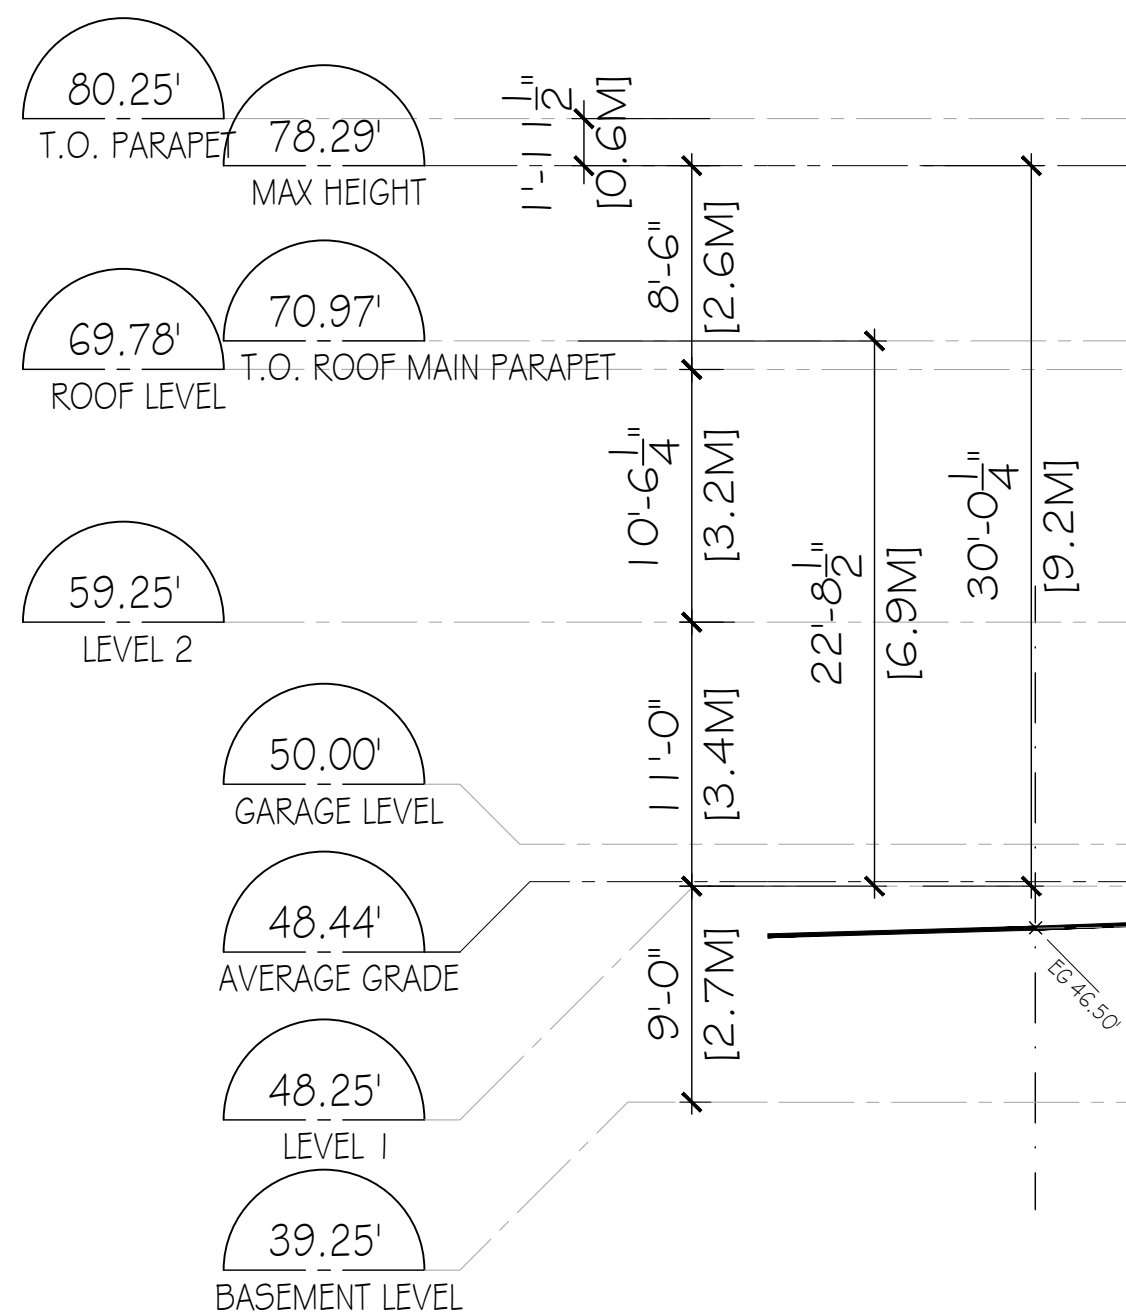 80.25'
T.O. PARAPET
78.29'
MAX HEIGHT
1'-11 1/2"
[0.6M]
8'-6"
[2.6M]
70.97'
T.O. ROOF MAIN PARAPET
69.78'
ROOF LEVEL
10'-6 1/4"
[3.2M]
22'-8 1/2"
[6.9M]
30'-0 1/4"
[9.2M]
59.25'
LEVEL 2
11'-0"
[3.4M]
50.00'
GARAGE LEVEL
48.44'
AVERAGE GRADE
9'-0"
[2.7M]
EG 46.50'
48.25'
LEVEL 1
39.25'
BASEMENT LEVEL